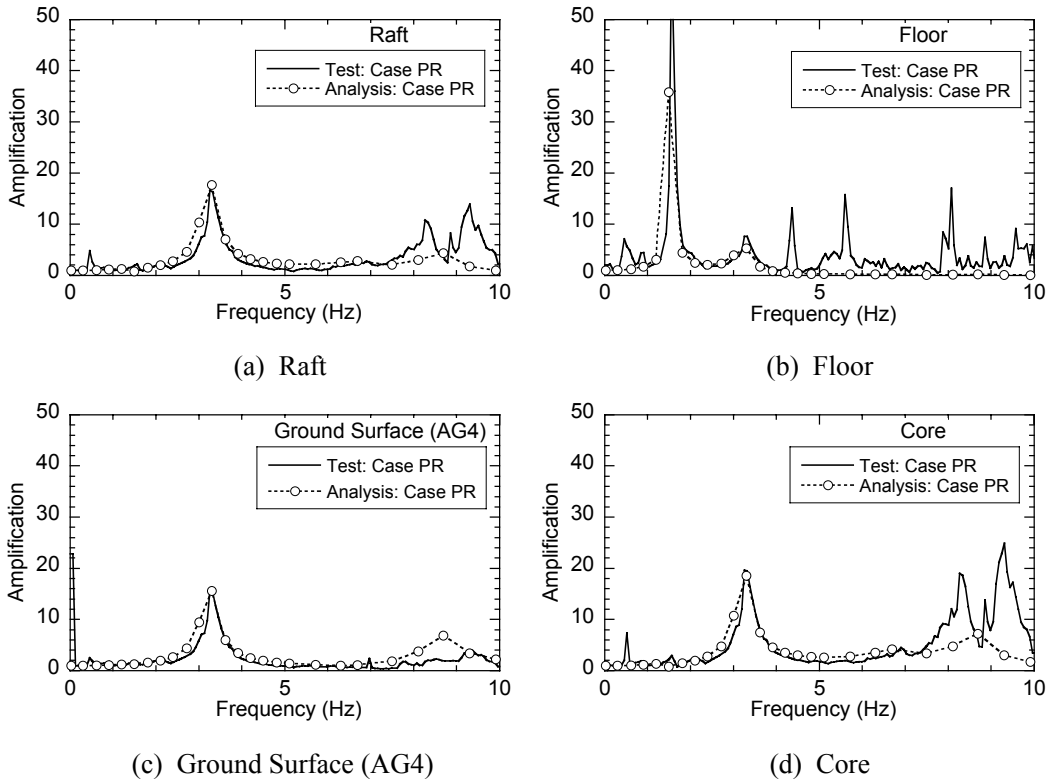 Raft
Test: Case PR
Analysis: Case PR
Amplification
50
40
30
20
10
0
0
5
10
Frequency (Hz)
(a) Raft
Floor
Test: Case PR
Analysis: Case PR
Amplification
50
40
30
20
10
0
0
5
10
Frequency (Hz)
(b) Floor
Ground Surface (AG4)
Test: Case PR
Analysis: Case PR
Amplification
50
40
30
20
10
0
0
5
10
Frequency (Hz)
(c) Ground Surface (AG4)
Core
Test: Case PR
Analysis: Case PR
Amplification
50
40
30
20
10
0
0
5
10
Frequency (Hz)
(d) Core